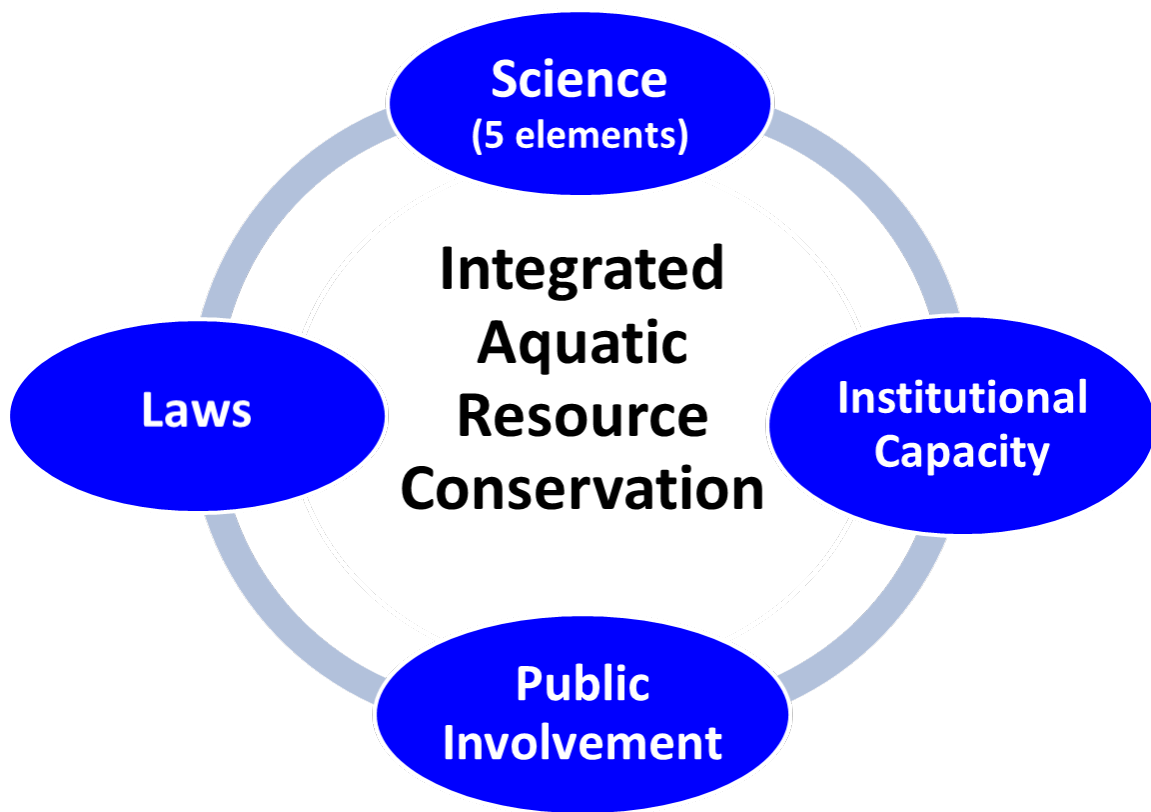 Science
(5 elements)
Integrated
Aquatic
Resource
Conservation
Laws
Institutional
Capacity
Public
Involvement